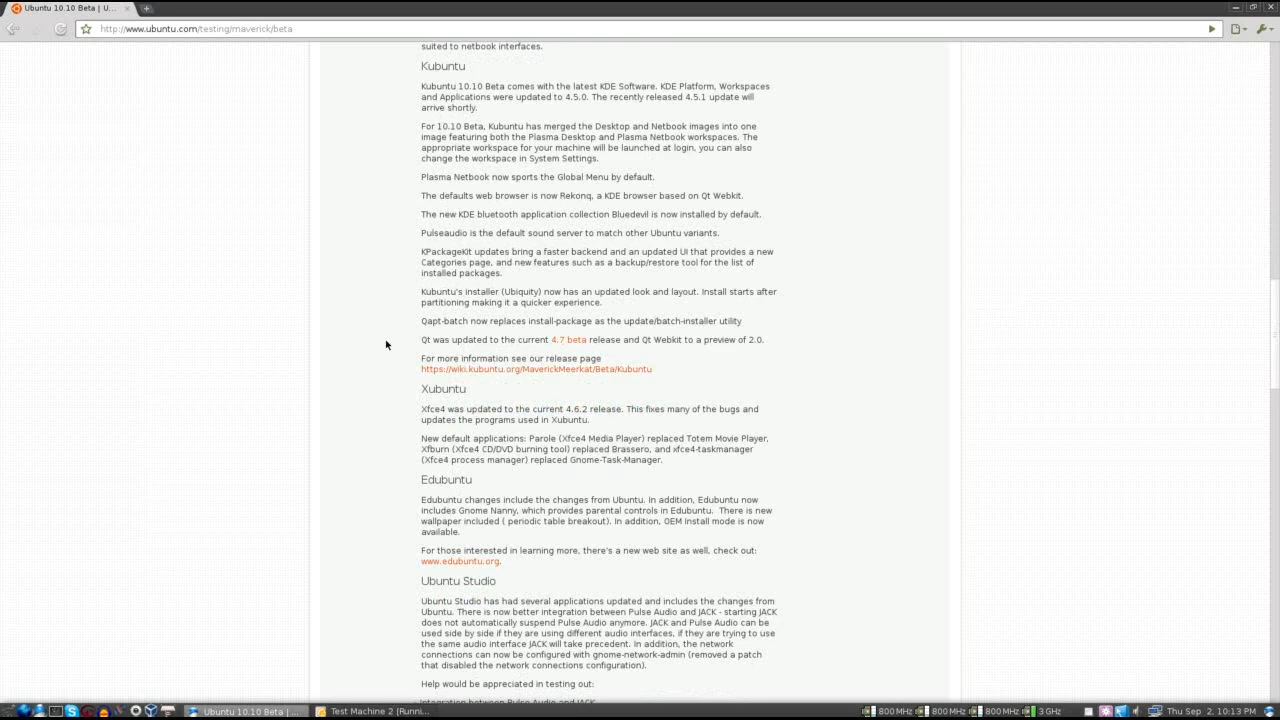 Ubuntu 10.10 Beta | U...
http://www.ubuntu.com/testing/maverick/beta
suited to netbook interfaces.
Kubuntu
Kubuntu 10.10 Beta comes with the latest KDE Software. KDE Platform, Workspaces
and Applications were updated to 4.5.0. The recently released 4.5.1 update will
arrive shortly.
For 10.10 Beta, Kubuntu has merged the Desktop and Netbook images into one
image featuring both the Plasma Desktop and Plasma Netbook workspaces. The
appropriate workspace for your machine will be launched at login, you can also
change the workspace in System Settings.
Plasma Netbook now sports the Global Menu by default.
The defaults web browser is now Rekonq, a KDE browser based on Qt Webkit.
The new KDE bluetooth application collection Bluedevil is now installed by default.
Pulseaudio is the default sound server to match other Ubuntu variants.
KPackageKit updates bring a faster backend and an updated UI that provides a new
Categories page, and new features such as a backup/restore tool for the list of
installed packages.
Kubuntu's installer (Ubiquity) now has an updated look and layout. Install starts after
partitioning making it a quicker experience.
Qapt-batch now replaces install-package as the update/batch-installer utility
Qt was updated to the current 4.7 beta release and Qt Webkit to a preview of 2.0.
For more information see our release page
https://wiki.kubuntu.org/MaverickMeerkat/Beta/Kubuntu
Xubuntu
Xfce4 was updated to the current 4.6.2 release. This fixes many of the bugs and
updates the programs used in Xubuntu.
New default applications: Parole (Xfce4 Media Player) replaced Totem Movie Player,
Xfburn (Xfce4 CD/DVD burning tool) replaced Brassero, and xfce4-taskmanager
(Xfce4 process manager) replaced Gnome-Task-Manager.
Edubuntu
Edubuntu changes include the changes from Ubuntu. In addition, Edubuntu now
includes Gnome Nanny, which provides parental controls in Edubuntu. There is new
wallpaper included ( periodic table breakout). In addition, OEM install mode is now
available.
For those interested in learning more, there's a new web site as well, check out:
www.edubuntu.org.
Ubuntu Studio
Ubuntu Studio has had several applications updated and includes the changes from
Ubuntu. There is now better integration between Pulse Audio and JACK - starting JACK
does not automatically suspend Pulse Audio anymore. JACK and Pulse Audio can be
used side by side if they are using different audio interfaces, if they are trying to use
the same audio interface JACK will take precedent. In addition, the network
connections can now be configured with gnome-network-admin (removed a patch
that disabled the network connections configuration).
Help would be appreciated in testing out:
Integration between Pulse Audio and JACK
Ubuntu 10.10 Beta | ...
Test Machine 2 [Runni...
800 MHz
800 MHz
800 MHz
3 GHz
Thu Sep 2, 10:13 PM